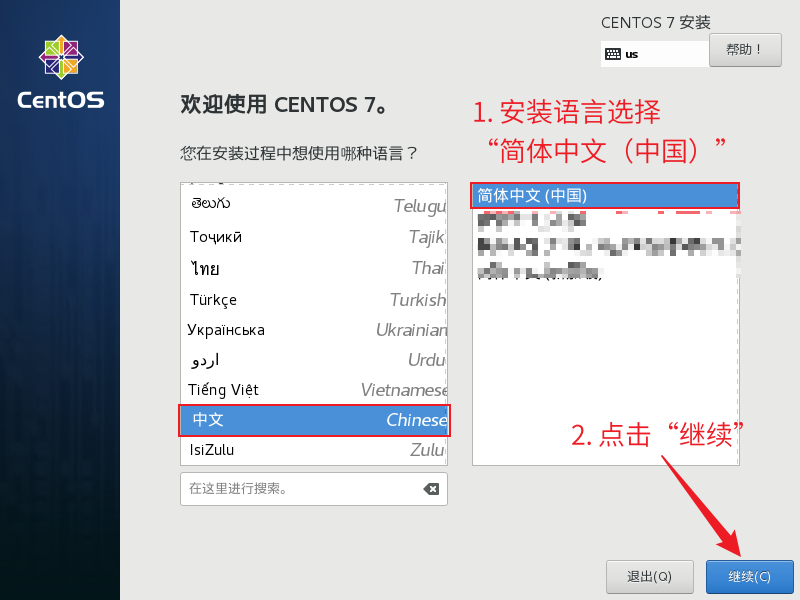 CENTOS 7 安装
us
帮助！
CentOS
欢迎使用 CENTOS 7。
1. 安装语言选择
“简体中文（中国）”
您在安装过程中想使用哪种语言？
తెలుగు Telugu
Тоҷикӣ Tajik
ไทย Thai
Türkçe Turkish
Українська Ukrainian
اردو Urdu
Tiếng Việt Vietnamese
中文 Chinese
IsiZulu Zulu
简体中文 (中国)
在这里进行搜索。
2. 点击“继续”
退出(Q)
继续(C)